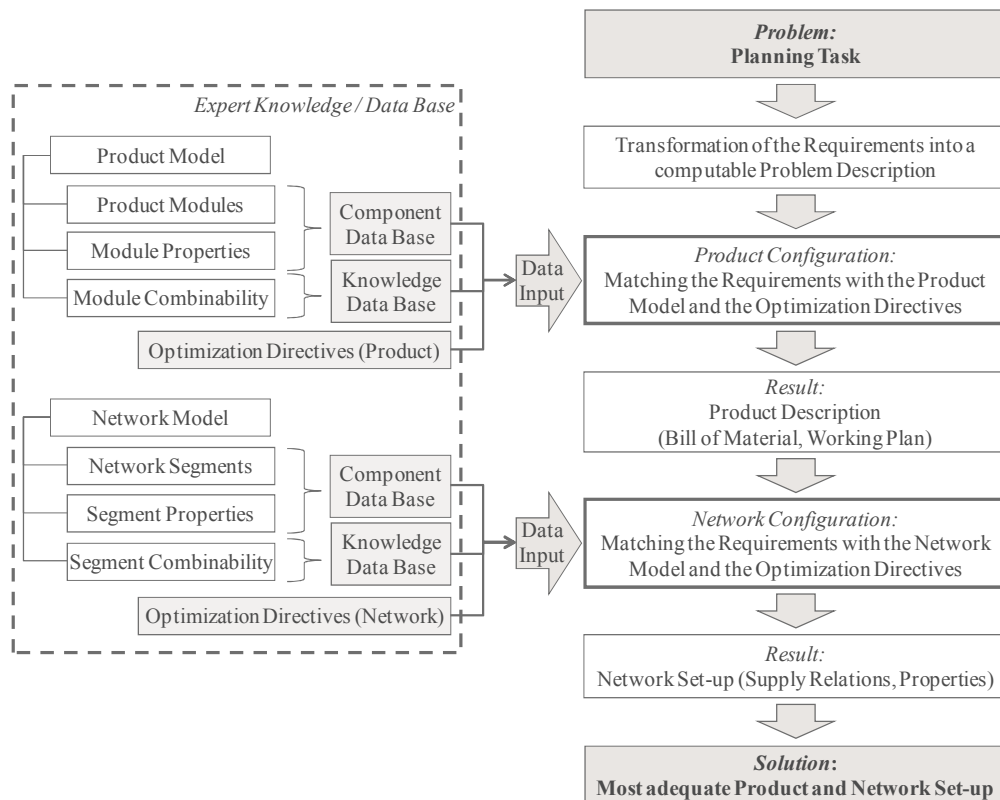 Problem:
Planning Task
Transformation of the Requirements into a
computable Problem Description
Product Configuration:
Matching the Requirements with the Product
Model and the Optimization Directives
Result:
Product Description
(Bill of Material, Working Plan)
Network Configuration:
Matching the Requirements with the Network
Model and the Optimization Directives
Result:
Network Set-up (Supply Relations, Properties)
Solution:
Most adequate Product and Network Set-up
Expert Knowledge / Data Base
Product Model
Product Modules
Module Properties
Module Combinability
Component
Data Base
Knowledge
Data Base
Optimization Directives (Product)
Data
Input
Network Model
Network Segments
Segment Properties
Segment Combinability
Component
Data Base
Knowledge
Data Base
Optimization Directives (Network)
Data
Input